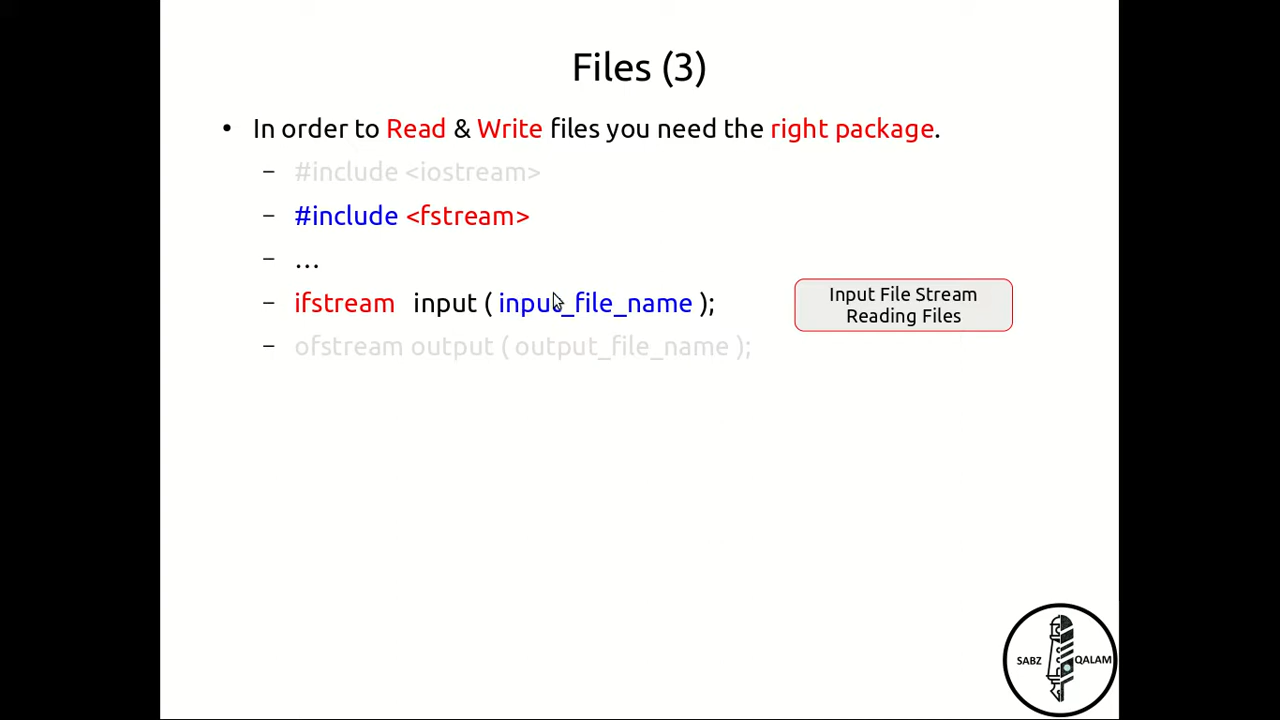 Files (3)
• In order to Read & Write files you need the right package.
– #include <iostream>
– #include <fstream>
– …
– ifstream input ( input_file_name );
Input File Stream
Reading Files
– ofstream output ( output_file_name );
SABZ QALAM